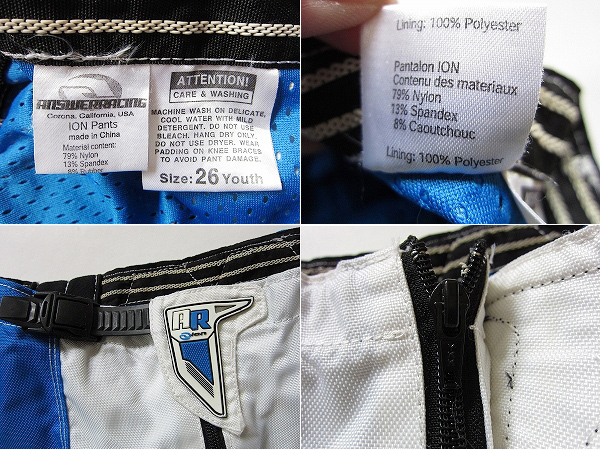 ANSWERRACING
Corona, California, USA
ION Pants
made in China
Material content:
79% Nylon
13% Spandex
8% Rubber
ATTENTION!
CARE & WASHING
MACHINE WASH ON DELICATE,
COOL WATER WITH MILD
DETERGENT. DO NOT USE
BLEACH. HANG DRY ONLY.
DO NOT USE DRYER. WEAR
PADDING ON KNEE BRACES
TO AVOID PANT DAMAGE.
Size: 26 Youth
Lining: 100% Polyester
Pantalon ION
Contenu des materiaux
79% Nylon
13% Spandex
8% Caoutchouc
Lining: 100% Polyester
AR
ion